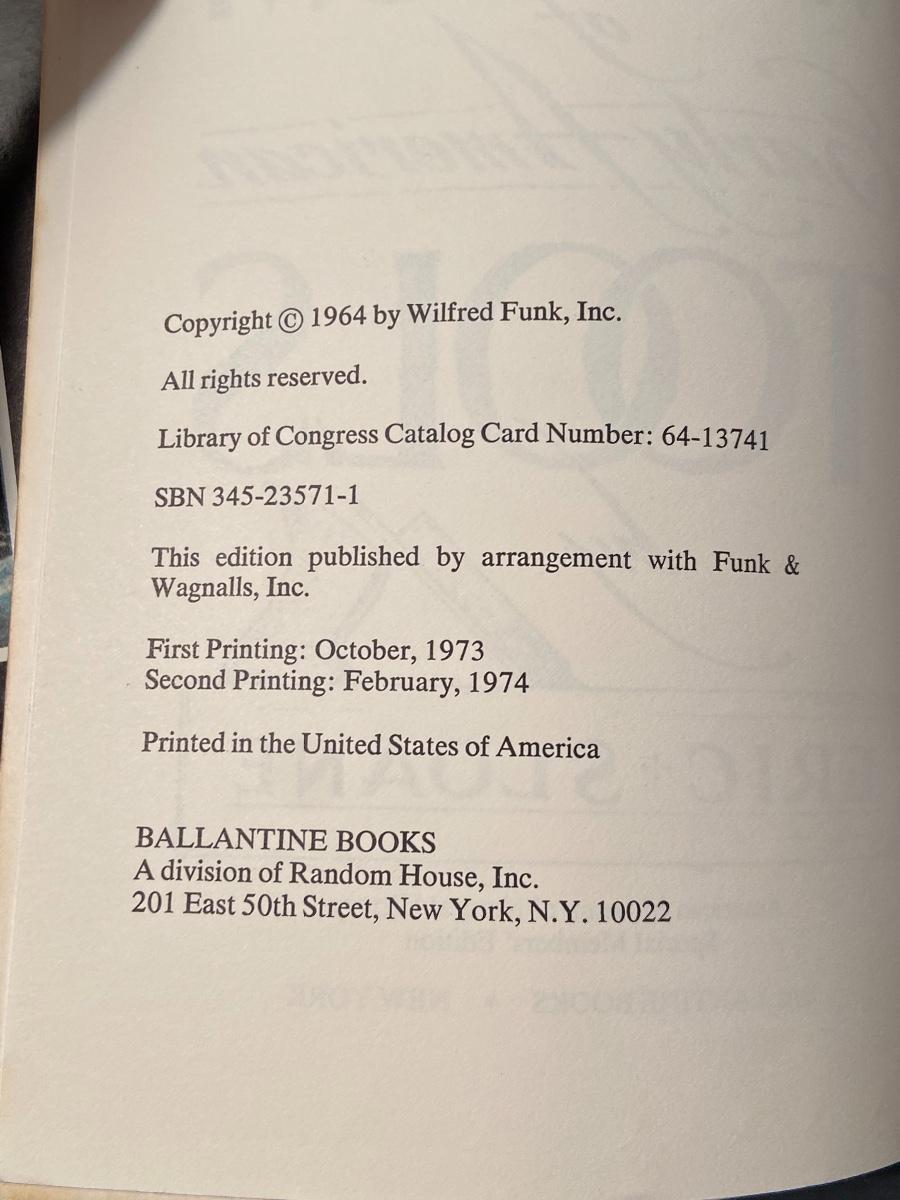 Copyright © 1964 by Wilfred Funk, Inc.
All rights reserved.
Library of Congress Catalog Card Number: 64-13741
SBN 345-23571-1
This edition published by arrangement with Funk &
Wagnalls, Inc.
First Printing: October, 1973
Second Printing: February, 1974
Printed in the United States of America
BALLANTINE BOOKS
A division of Random House, Inc.
201 East 50th Street, New York, N.Y. 10022